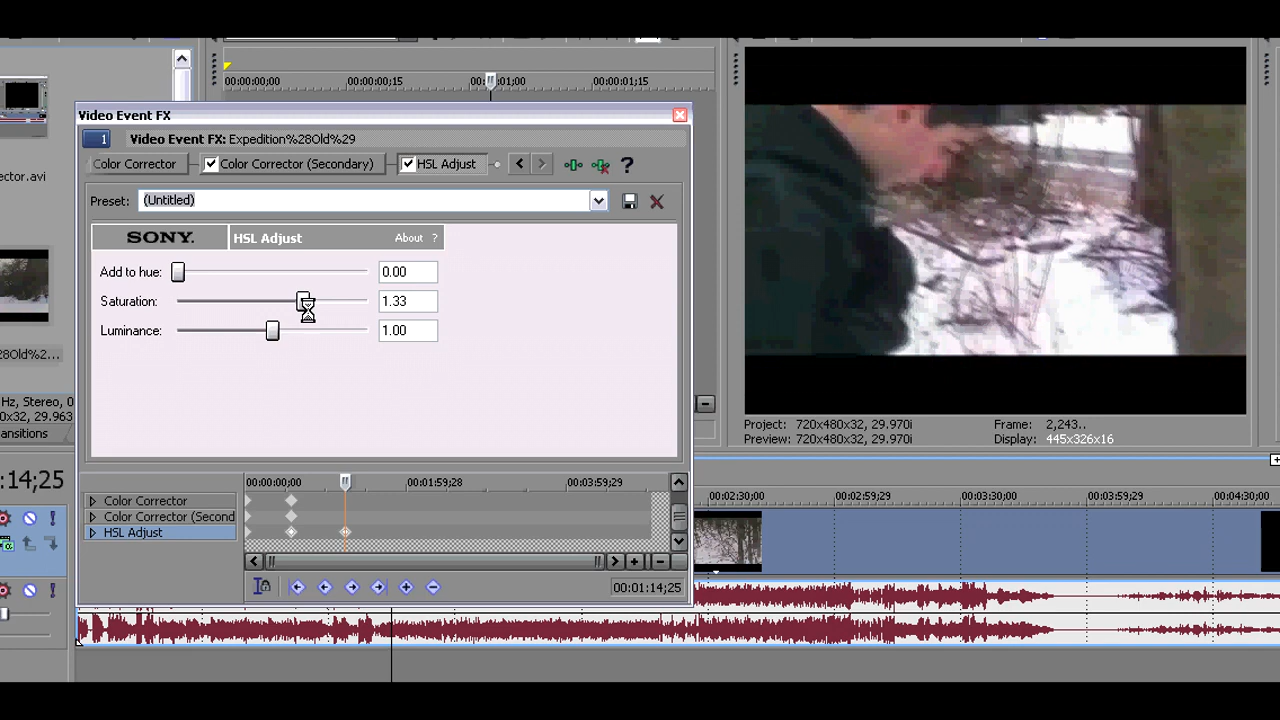 00:00:00;00 00:00:00;15 00:00:01;00 00:00:01;15
Video Event FX
1 Video Event FX: Expedition%28Old%29
Color Corrector Color Corrector (Secondary) HSL Adjust ?
ctor.avi
Preset: (Untitled)
SONY. HSL Adjust About ?
Add to hue: 0.00
Saturation: 1.33
Luminance: 1.00
28Old%2...
Hz, Stereo, 0
0x32, 29.963
ansitions
Project: 720x480x32, 29.970i Frame: 2,243..
Preview: 720x480x32, 29.970i Display: 445x326x16
:14;25
00:00:00;00 00:01:59;28 00:03:59;29
Color Corrector
Color Corrector (Second
HSL Adjust
00:01:14;25
00:02:30;00 00:02:59;29 00:03:30;00 00:03:59;29 00:04:30;00